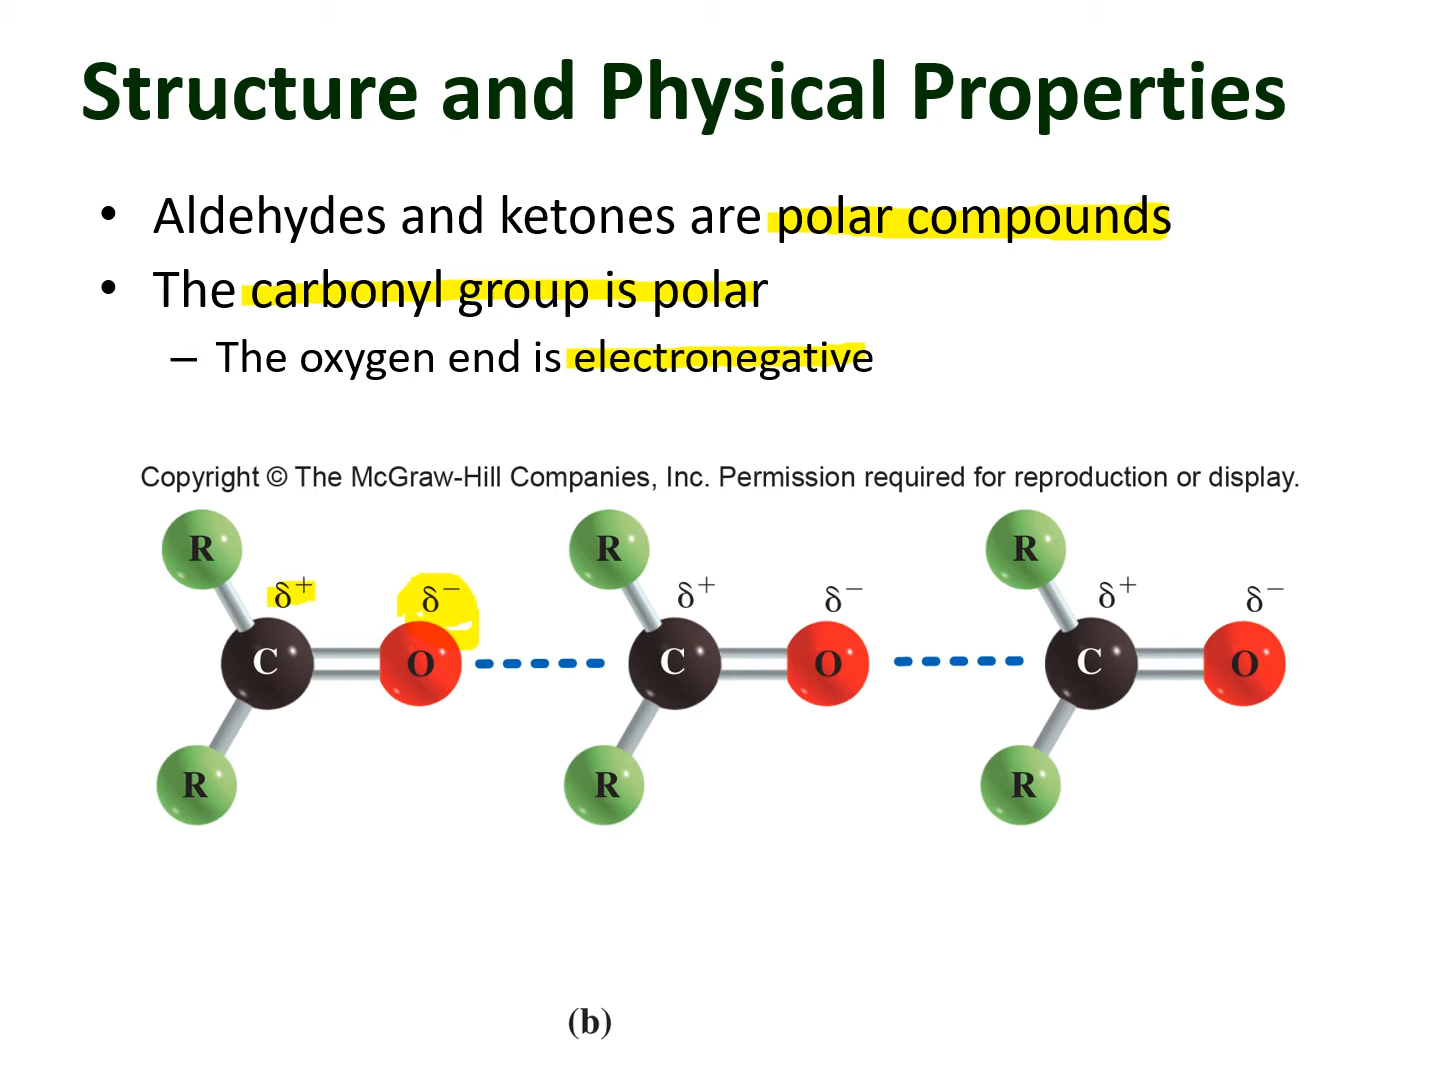 Structure and Physical Properties
• Aldehydes and ketones are polar compounds
• The carbonyl group is polar
– The oxygen end is electronegative
Copyright © The McGraw-Hill Companies, Inc. Permission required for reproduction or display.
R R R
δ+ δ− δ+ δ− δ+ δ−
C O C O C O
R R R
(b)